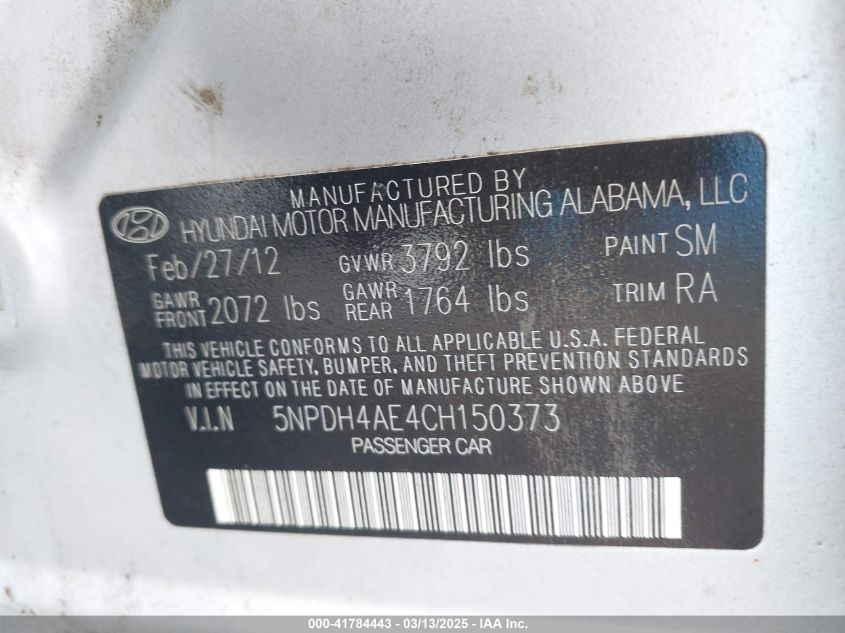 MANUFACTURED BY
HYUNDAI MOTOR MANUFACTURING ALABAMA, LLC
Feb/27/12 GVWR 3792 lbs PAINT SM
GAWR FRONT 2072 lbs GAWR REAR 1764 lbs TRIM RA
THIS VEHICLE CONFORMS TO ALL APPLICABLE U.S.A. FEDERAL
MOTOR VEHICLE SAFETY, BUMPER, AND THEFT PREVENTION STANDARDS
IN EFFECT ON THE DATE OF MANUFACTURE SHOWN ABOVE
V.I.N 5NPDH4AE4CH150373
PASSENGER CAR
000-41784443 / 03/13/2025 - IAA Inc.